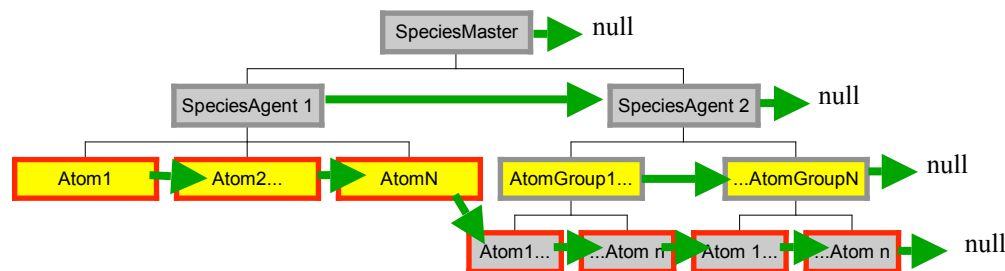 SpeciesMaster
null
SpeciesAgent 1
SpeciesAgent 2
null
Atom1
Atom2...
AtomN
AtomGroup1...
...AtomGroupN
null
Atom1...
...Atom n
Atom 1...
...Atom n
null